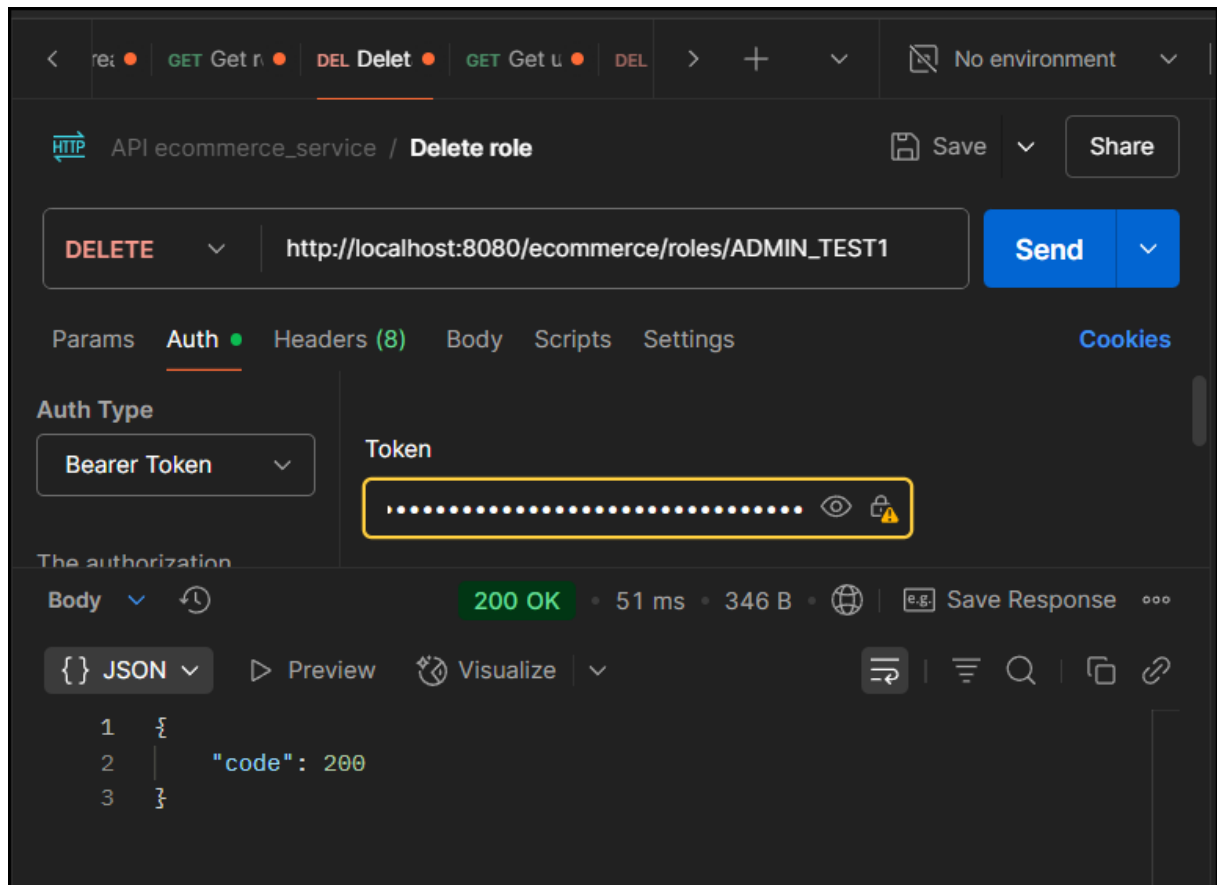 GET Get DEL Delet GET Get u DEL No environment
HTTP API ecommerce_service / Delete role Save Share
DELETE http://localhost:8080/ecommerce/roles/ADMIN_TEST1 Send
Params Auth Headers (8) Body Scripts Settings Cookies
Auth Type
Bearer Token
Token
The authorization
Body 200 OK • 51 ms • 346 B • e.g. Save Response
{} JSON Preview Visualize
1 {
2 "code": 200
3 }